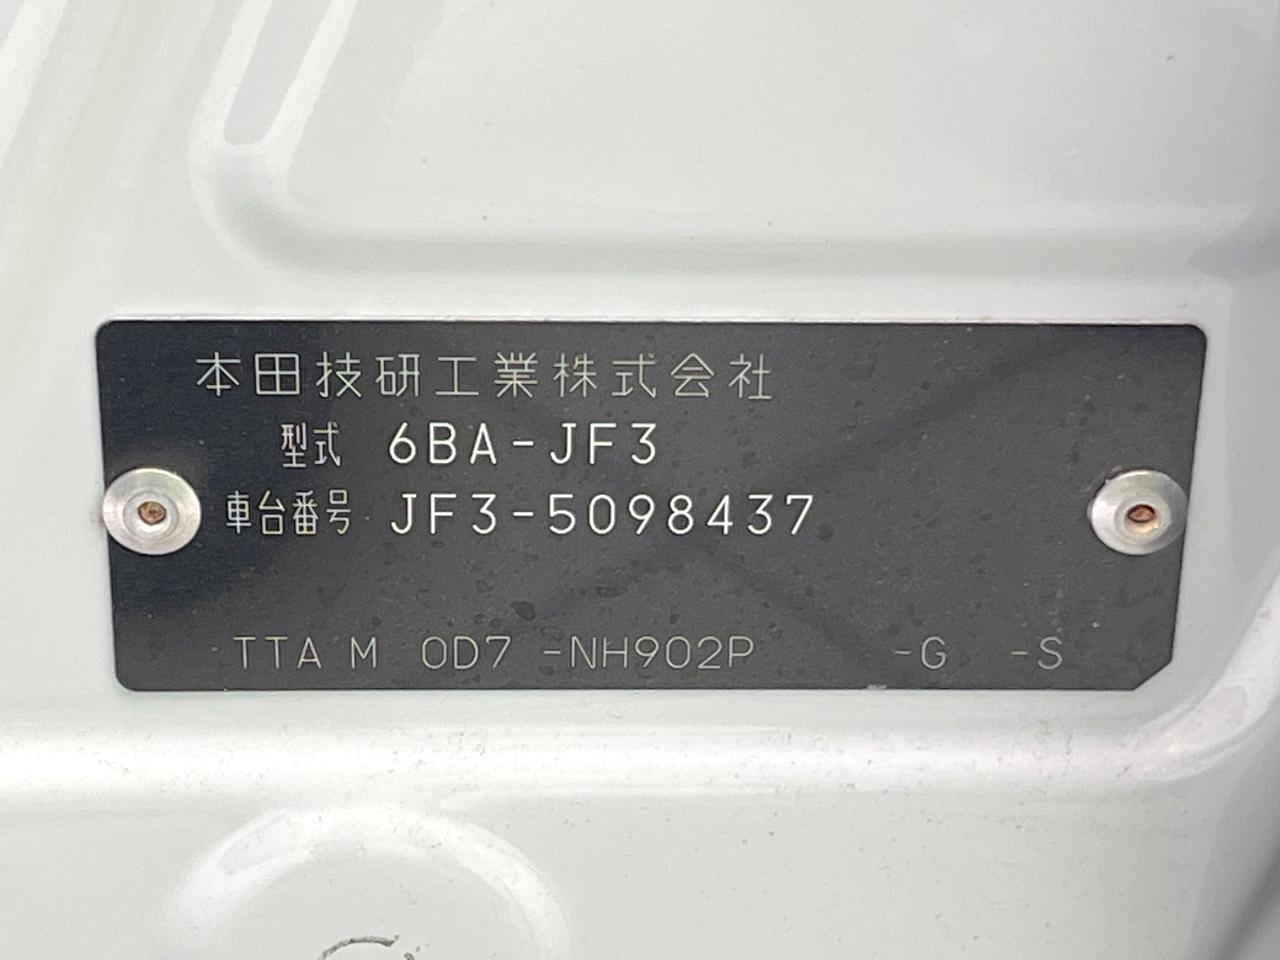 本田技研工業株式会社
型式 6BA-JF3
車台番号 JF3-5098437
TTA M 0D7 -NH902P -G -S